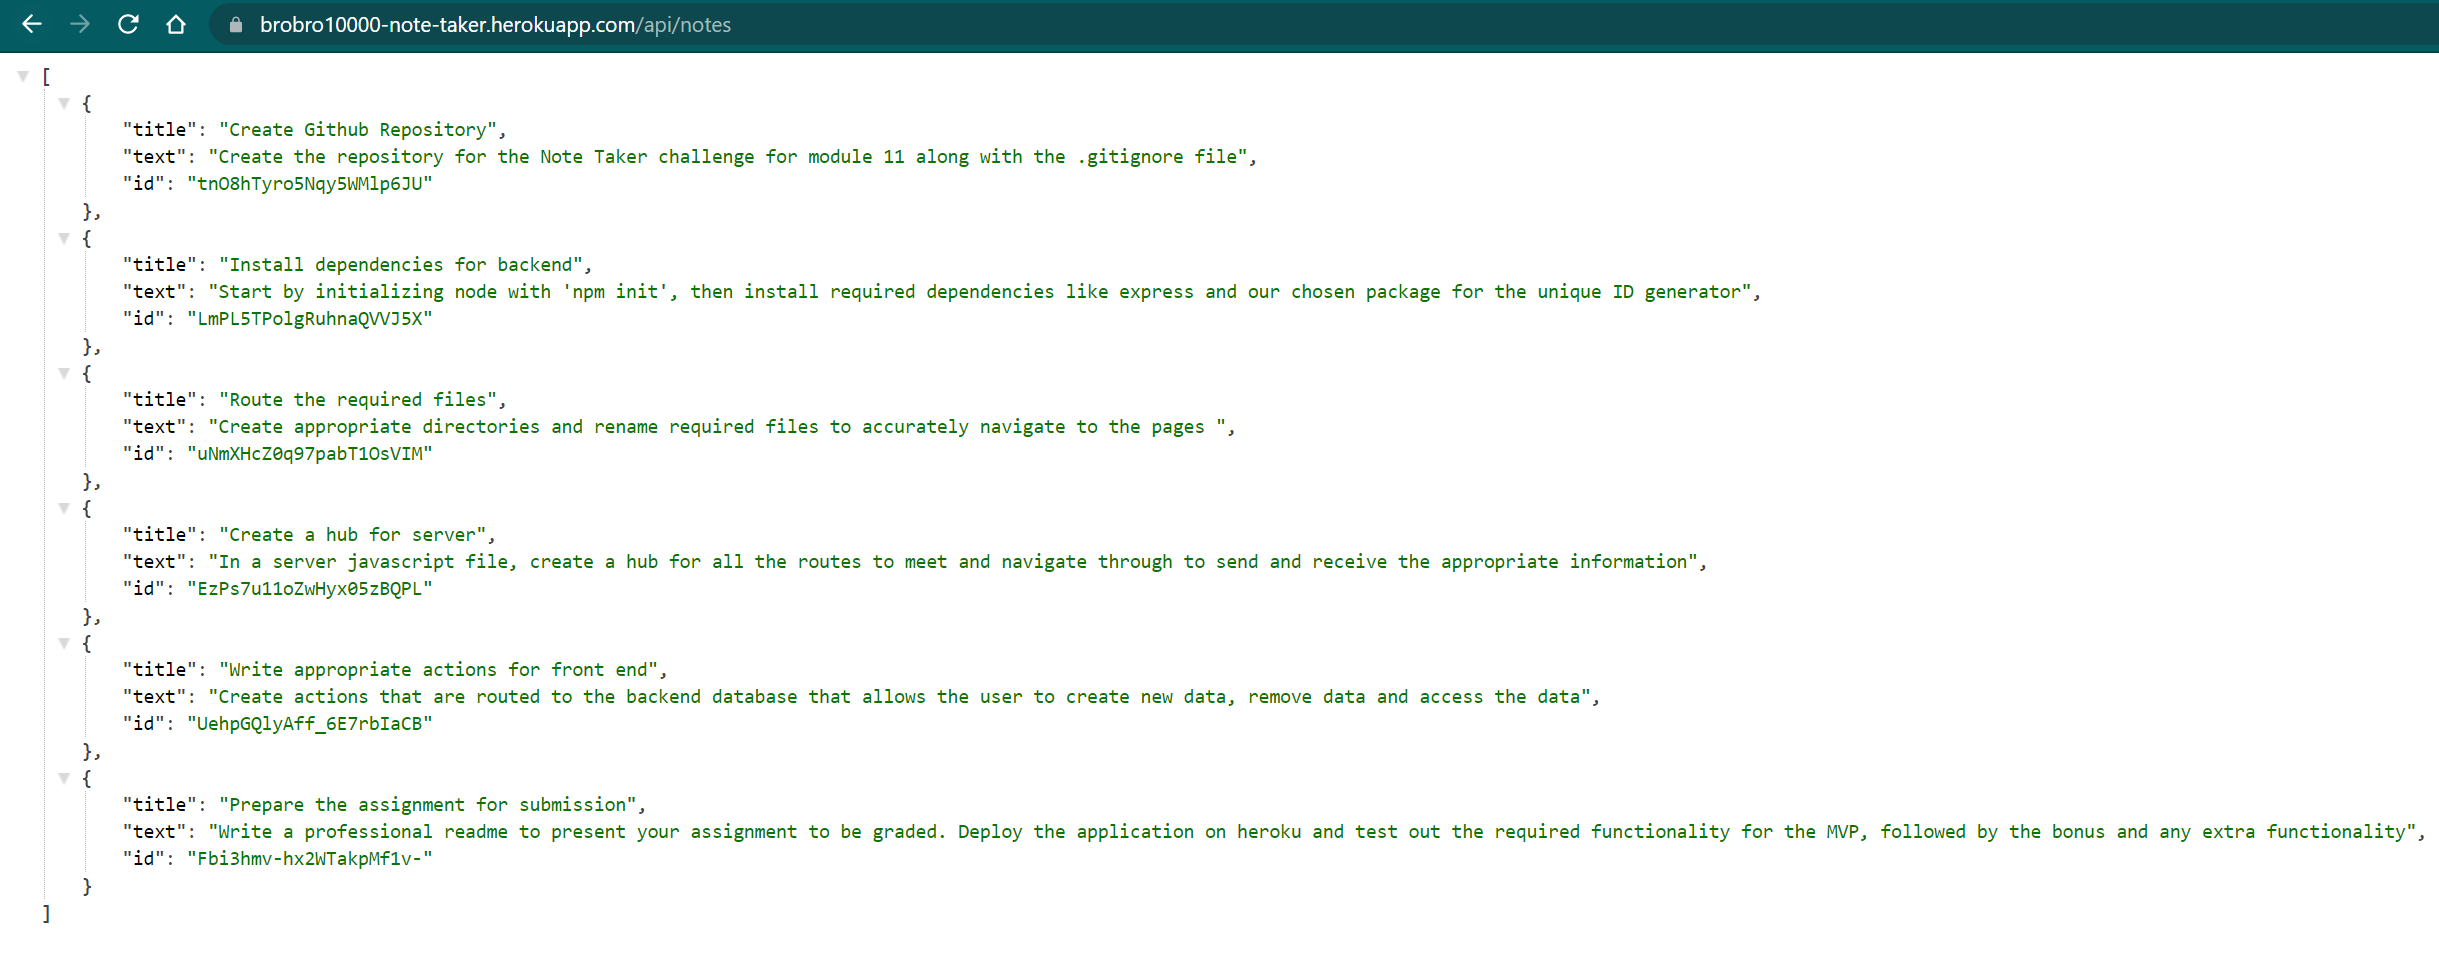 brobro10000-note-taker.herokuapp.com/api/notes
[
{
"title": "Create Github Repository",
"text": "Create the repository for the Note Taker challenge for module 11 along with the .gitignore file",
"id": "tnO8hTyro5Nqy5WMlp6JU"
},
{
"title": "Install dependencies for backend",
"text": "Start by initializing node with 'npm init', then install required dependencies like express and our chosen package for the unique ID generator",
"id": "LmPL5TPolgRuhnaQVVJ5X"
},
{
"title": "Route the required files",
"text": "Create appropriate directories and rename required files to accurately navigate to the pages ",
"id": "uNmXHcZ0q97pabT1OsVIM"
},
{
"title": "Create a hub for server",
"text": "In a server javascript file, create a hub for all the routes to meet and navigate through to send and receive the appropriate information",
"id": "EzPs7u11oZwHyx05zBQPL"
},
{
"title": "Write appropriate actions for front end",
"text": "Create actions that are routed to the backend database that allows the user to create new data, remove data and access the data",
"id": "UehpGQlyAff_6E7rbIaCB"
},
{
"title": "Prepare the assignment for submission",
"text": "Write a professional readme to present your assignment to be graded. Deploy the application on heroku and test out the required functionality for the MVP, followed by the bonus and any extra functionality",
"id": "Fbi3hmv-hx2WTakpMf1v-"
}
]